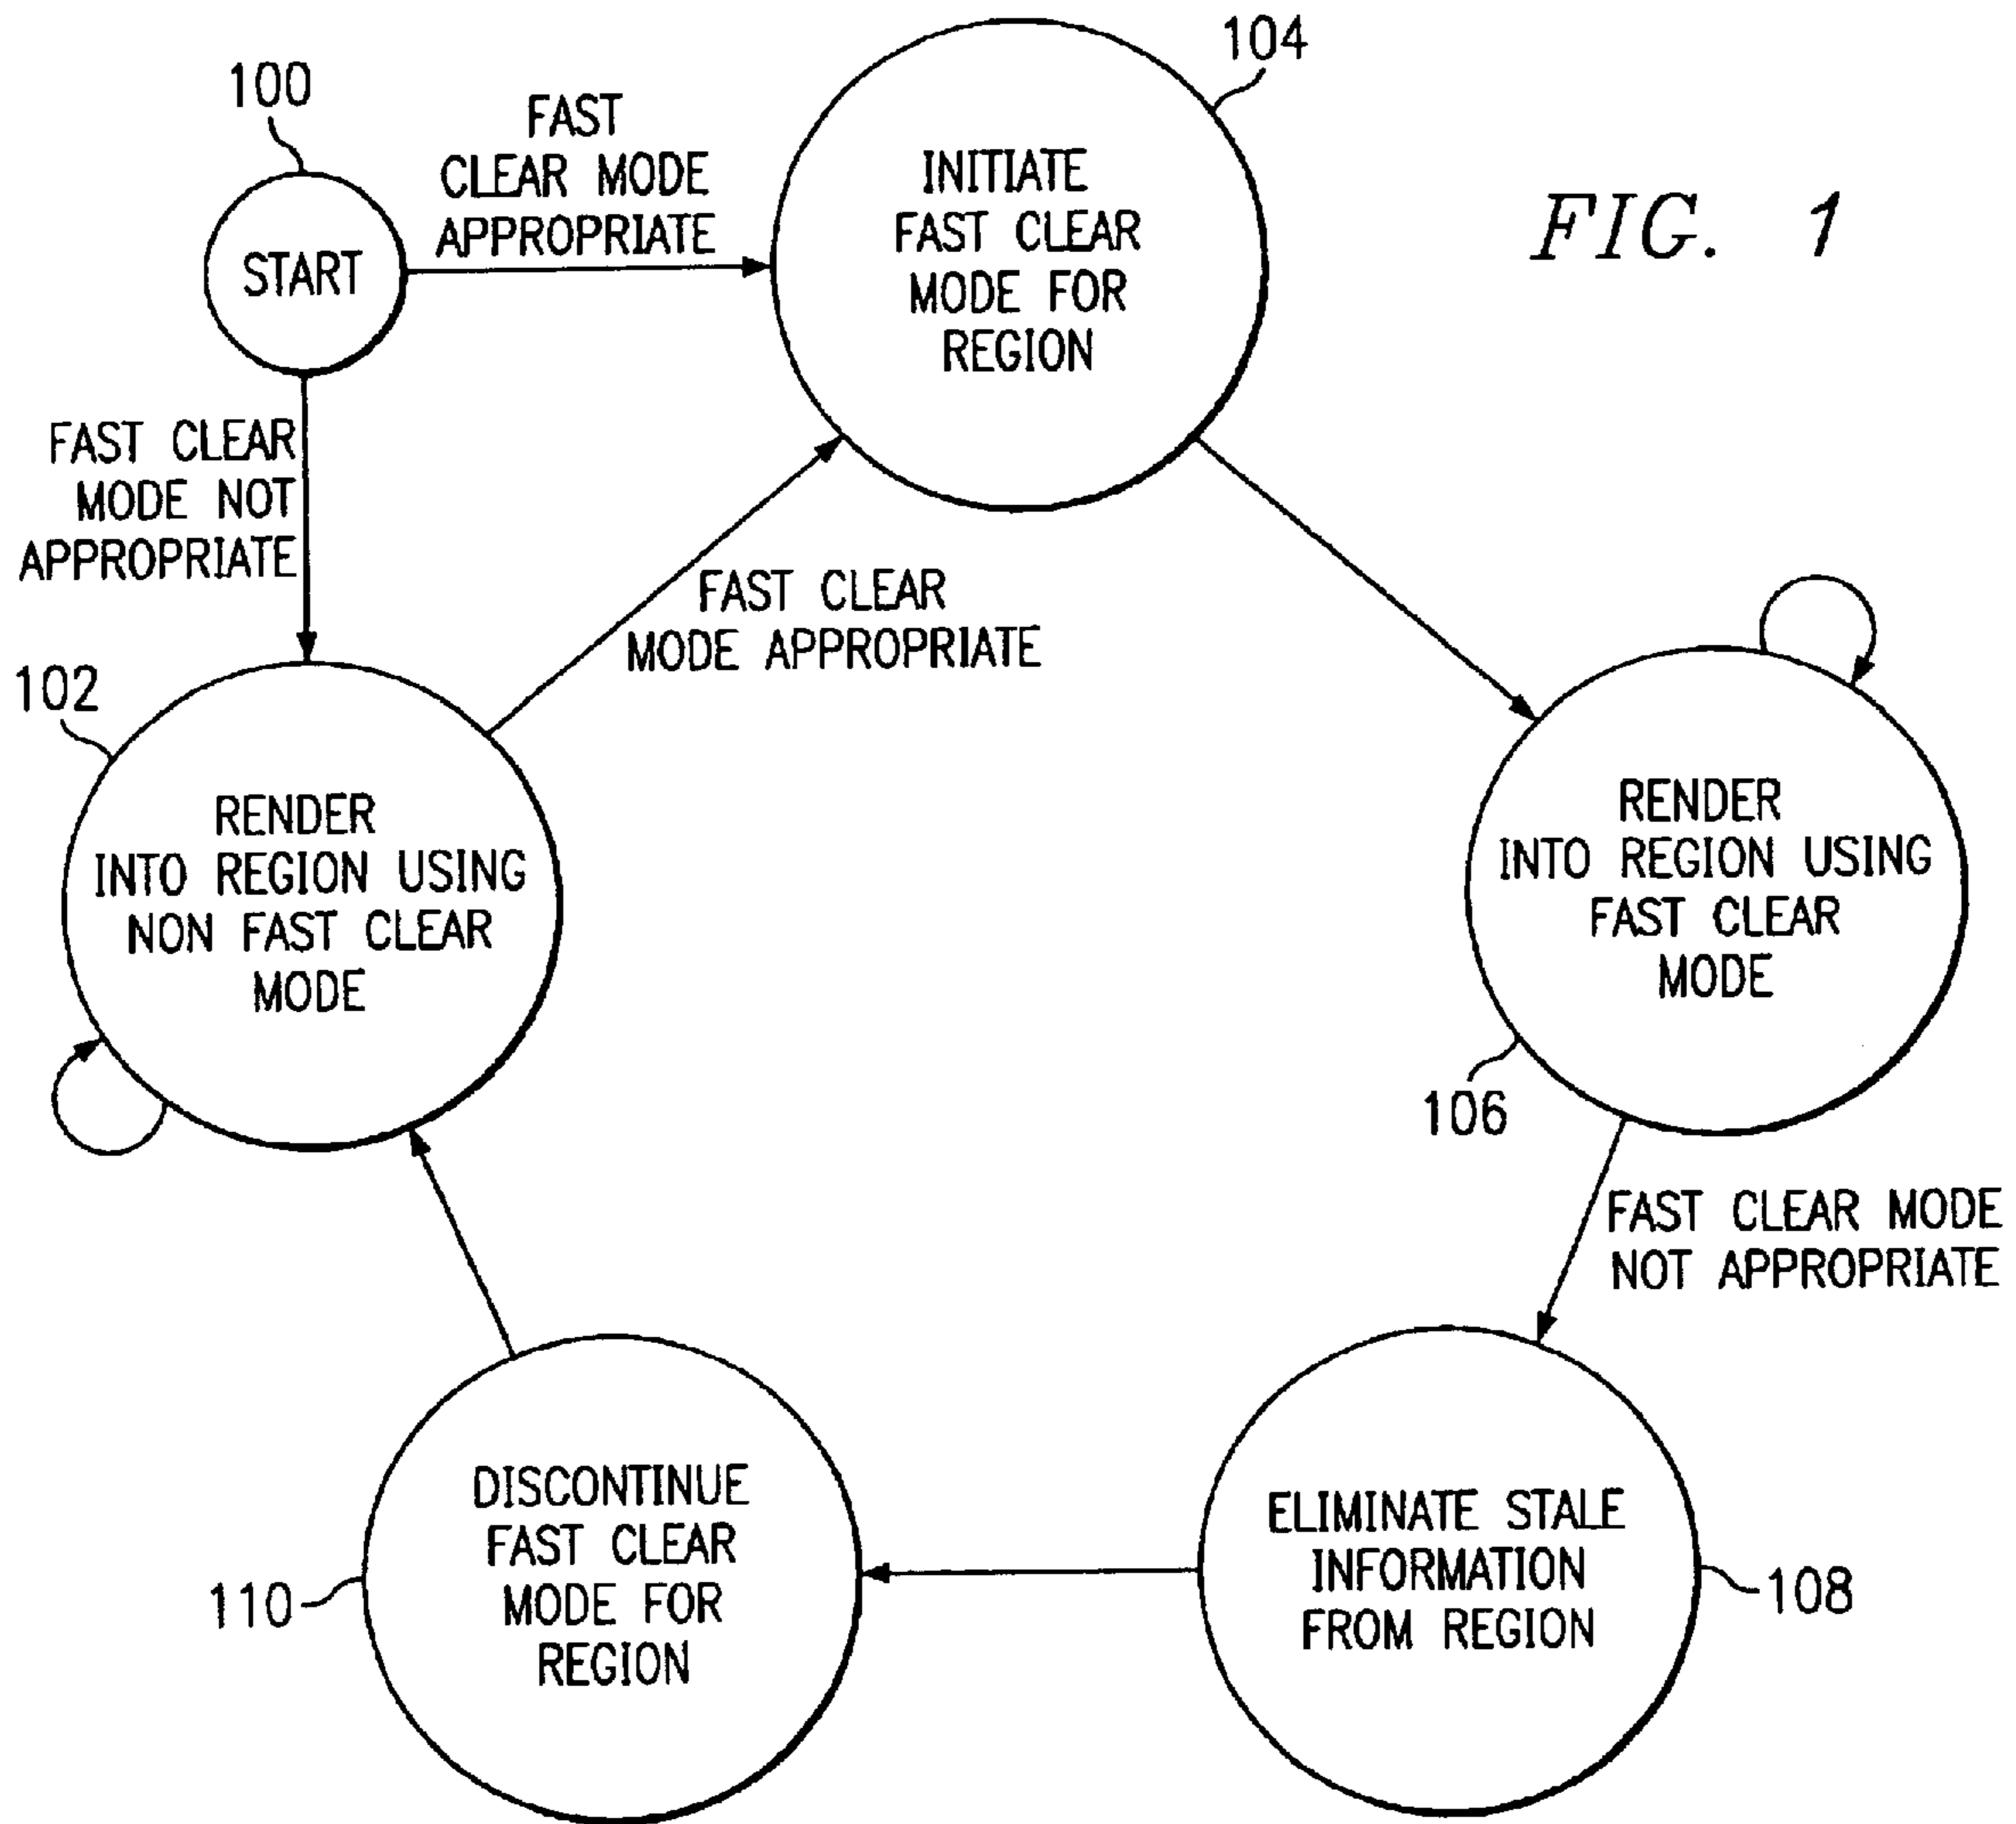 104
100
FAST
CLEAR MODE
APPROPRIATE
INITIATE
FAST CLEAR
MODE FOR
REGION
FIG. 1
START
FAST CLEAR
MODE NOT
APPROPRIATE
FAST CLEAR
MODE APPROPRIATE
102
RENDER
INTO REGION USING
NON FAST CLEAR
MODE
RENDER
INTO REGION USING
FAST CLEAR
MODE
106
FAST CLEAR MODE
NOT APPROPRIATE
DISCONTINUE
FAST CLEAR
MODE FOR
REGION
110
ELIMINATE STALE
INFORMATION
FROM REGION
108